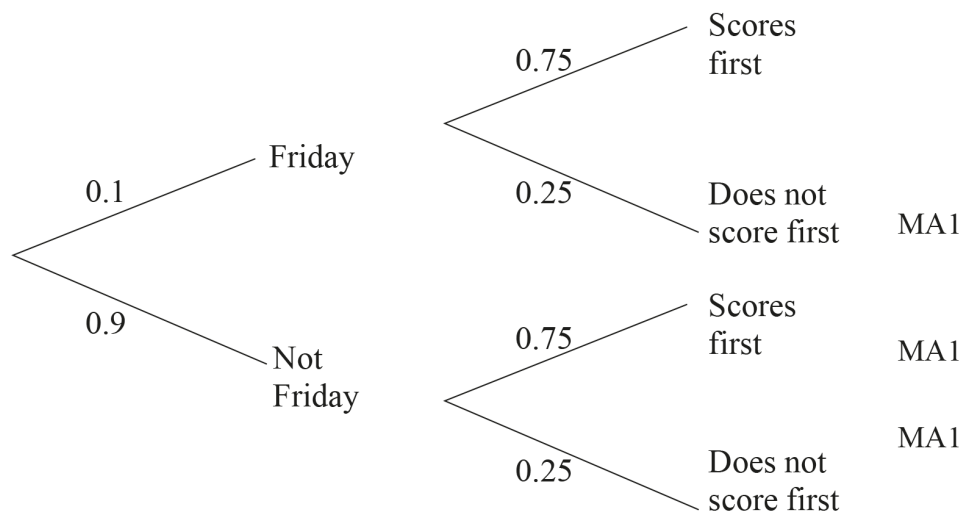 Scores
first
0.75
Friday
0.1
0.25
Does not
score first
MA1
0.9
Not
Friday
Scores
first
0.75
MA1
MA1
0.25
Does not
score first